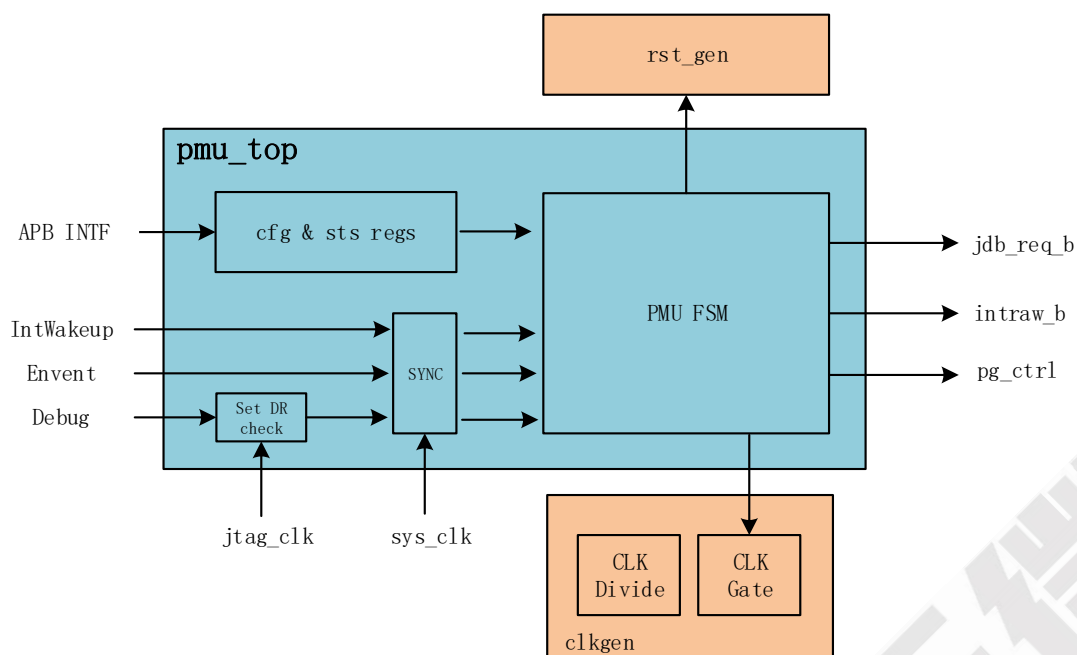 rst_gen
pmu_top
APB INTF
cfg & sts regs
jdb_req_b
IntWakeup
PMU FSM
intraw_b
Envent
SYNC
pg_ctrl
Debug
Set DR
check
jtag_clk
sys_clk
CLK
Divide
CLK
Gate
clkgen